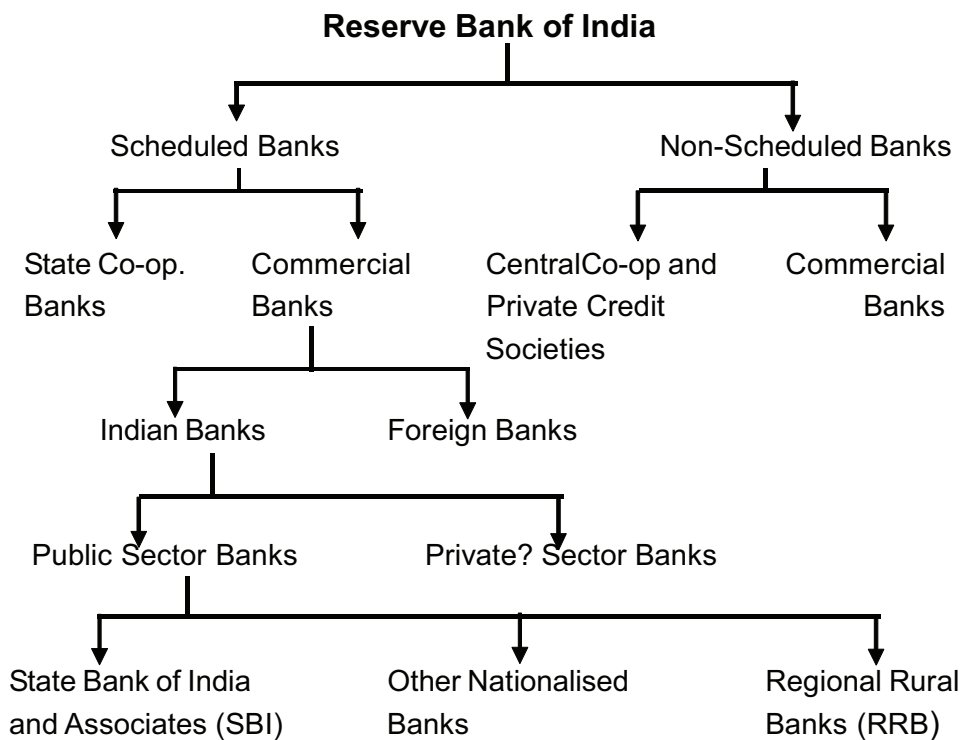 Reserve Bank of India
Scheduled Banks
Non-Scheduled Banks
State Co-op.
Banks
Commercial
Banks
CentralCo-op and
Private Credit
Societies
Commercial
Banks
Indian Banks
Foreign Banks
Public Sector Banks
Private? Sector Banks
State Bank of India
and Associates (SBI)
Other Nationalised
Banks
Regional Rural
Banks (RRB)